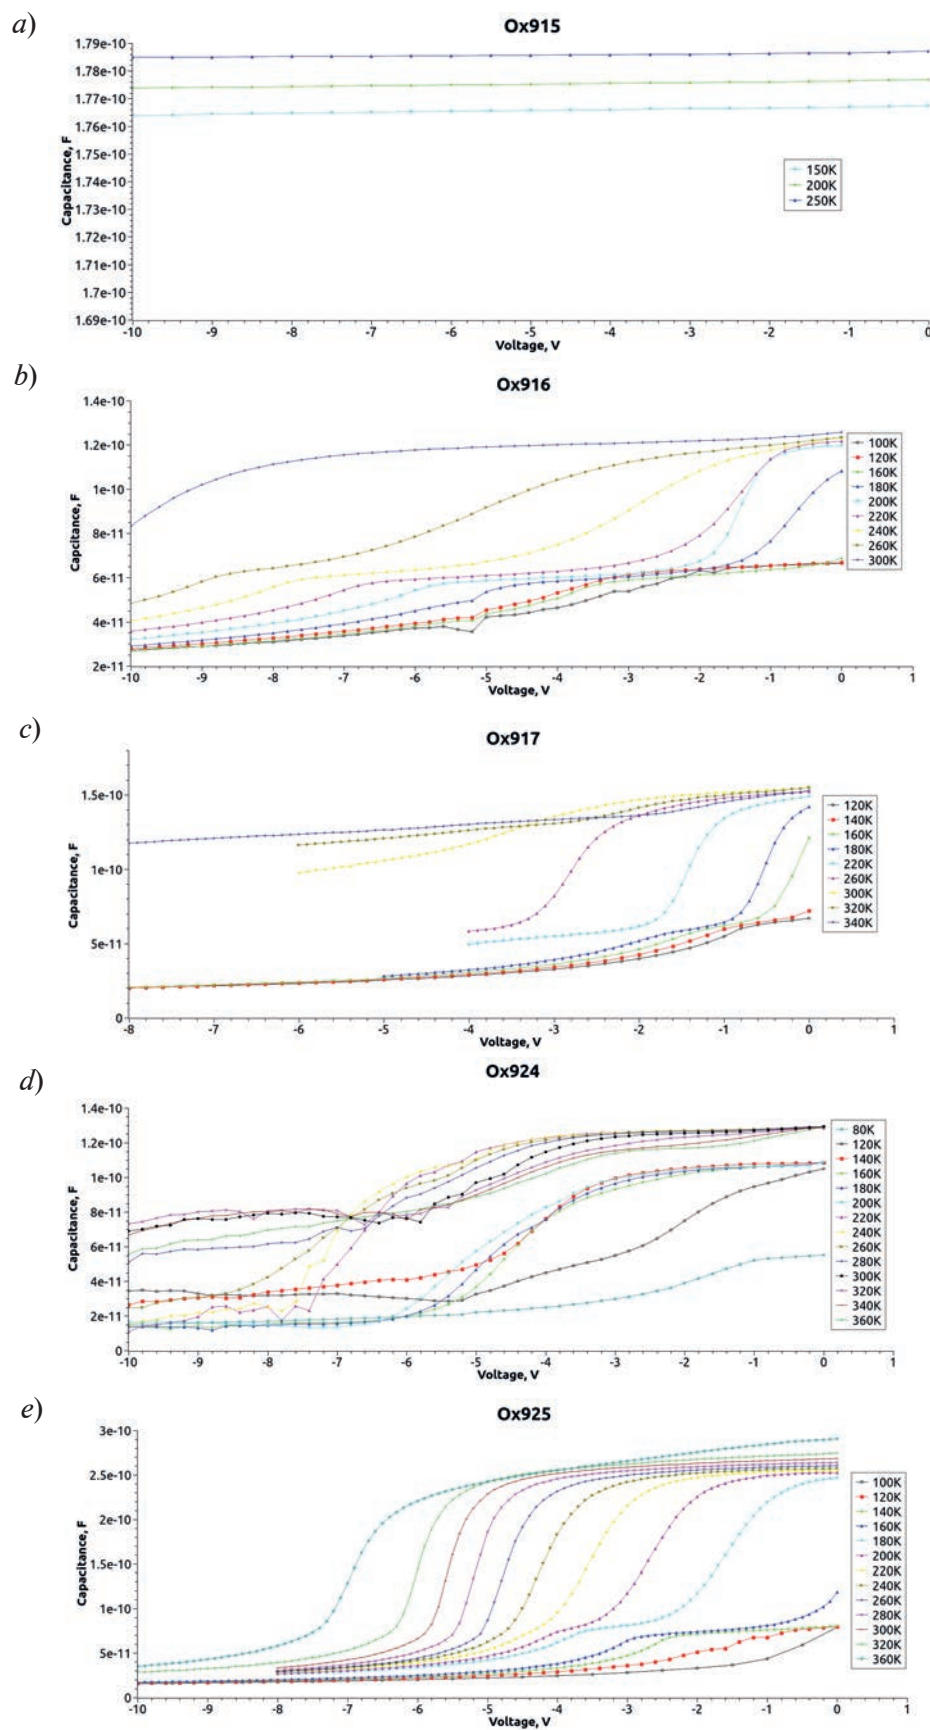 a)
Ox915
1.79e-10
1.78e-10
1.77e-10
1.76e-10
1.75e-10
1.74e-10
1.73e-10
1.72e-10
1.71e-10
1.7e-10
1.69e-10
Capacitance, F
150K
200K
250K
-10 -9 -8 -7 -6 -5 -4 -3 -2 -1 0
Voltage, V
b)
Ox916
1.4e-10
1.2e-10
1e-10
8e-11
6e-11
4e-11
2e-11
Capcitance, F
100K
120K
160K
180K
200K
220K
240K
260K
300K
-10 -9 -8 -7 -6 -5 -4 -3 -2 -1 0 1
Voltage, V
c)
Ox917
1.5e-10
1e-10
5e-11
0
Capacitance, F
120K
140K
160K
180K
220K
260K
300K
320K
340K
-8 -7 -6 -5 -4 -3 -2 -1 0 1
Voltage, V
d)
Ox924
1.4e-10
1.2e-10
1e-10
8e-11
6e-11
4e-11
2e-11
0
Capacitance, F
80K
120K
140K
160K
180K
200K
220K
240K
260K
280K
300K
320K
340K
360K
-10 -9 -8 -7 -6 -5 -4 -3 -2 -1 0 1
Voltage, V
e)
Ox925
3e-10
2.5e-10
2e-10
1.5e-10
1e-10
5e-11
0
Capacitance, F
100K
120K
140K
160K
180K
200K
220K
240K
260K
280K
300K
320K
360K
-10 -9 -8 -7 -6 -5 -4 -3 -2 -1 0 1
Voltage, V